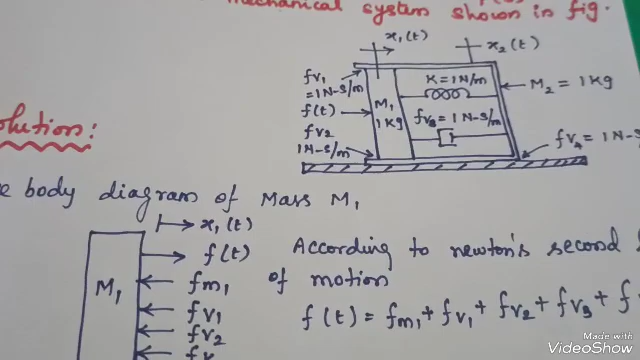 mechanical system shown in fig.
x₁(t)
x₂(t)
fv₁
= 1N-s/m
K = 1N/m
M₂ = 1kg
f(t)
M₁
1kg
fv₃ = 1N-s/m
fv₂
1N-s/m
fv₄ = 1N-s
olution:
e body diagram of Mass M₁
x₁(t)
f(t)
According to newton's second
M₁
fm₁
of motion
fv₁
f(t) = fm₁ + fv₁ + fv₂ + fv₃ + f
fv₂
fk
Made with
VideoShow